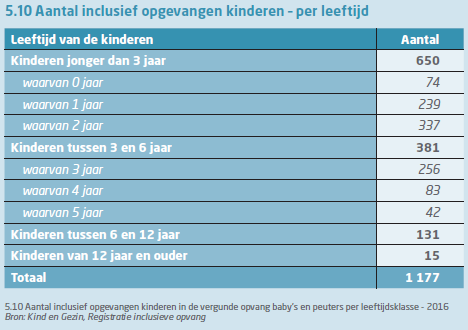 5.10 Aantal inclusief opgevangen kinderen - per leeftijd
Leeftijd van de kinderen Aantal
Kinderen jonger dan 3 jaar 650
waarvan 0 jaar 74
waarvan 1 jaar 239
waarvan 2 jaar 337
Kinderen tussen 3 en 6 jaar 381
waarvan 3 jaar 256
waarvan 4 jaar 83
waarvan 5 jaar 42
Kinderen tussen 6 en 12 jaar 131
Kinderen van 12 jaar en ouder 15
Totaal 1 177
5.10 Aantal inclusief opgevangen kinderen in de vergunde opvang baby's en peuters per leeftijdsklasse - 2016
Bron: Kind en Gezin, Registratie inclusieve opvang